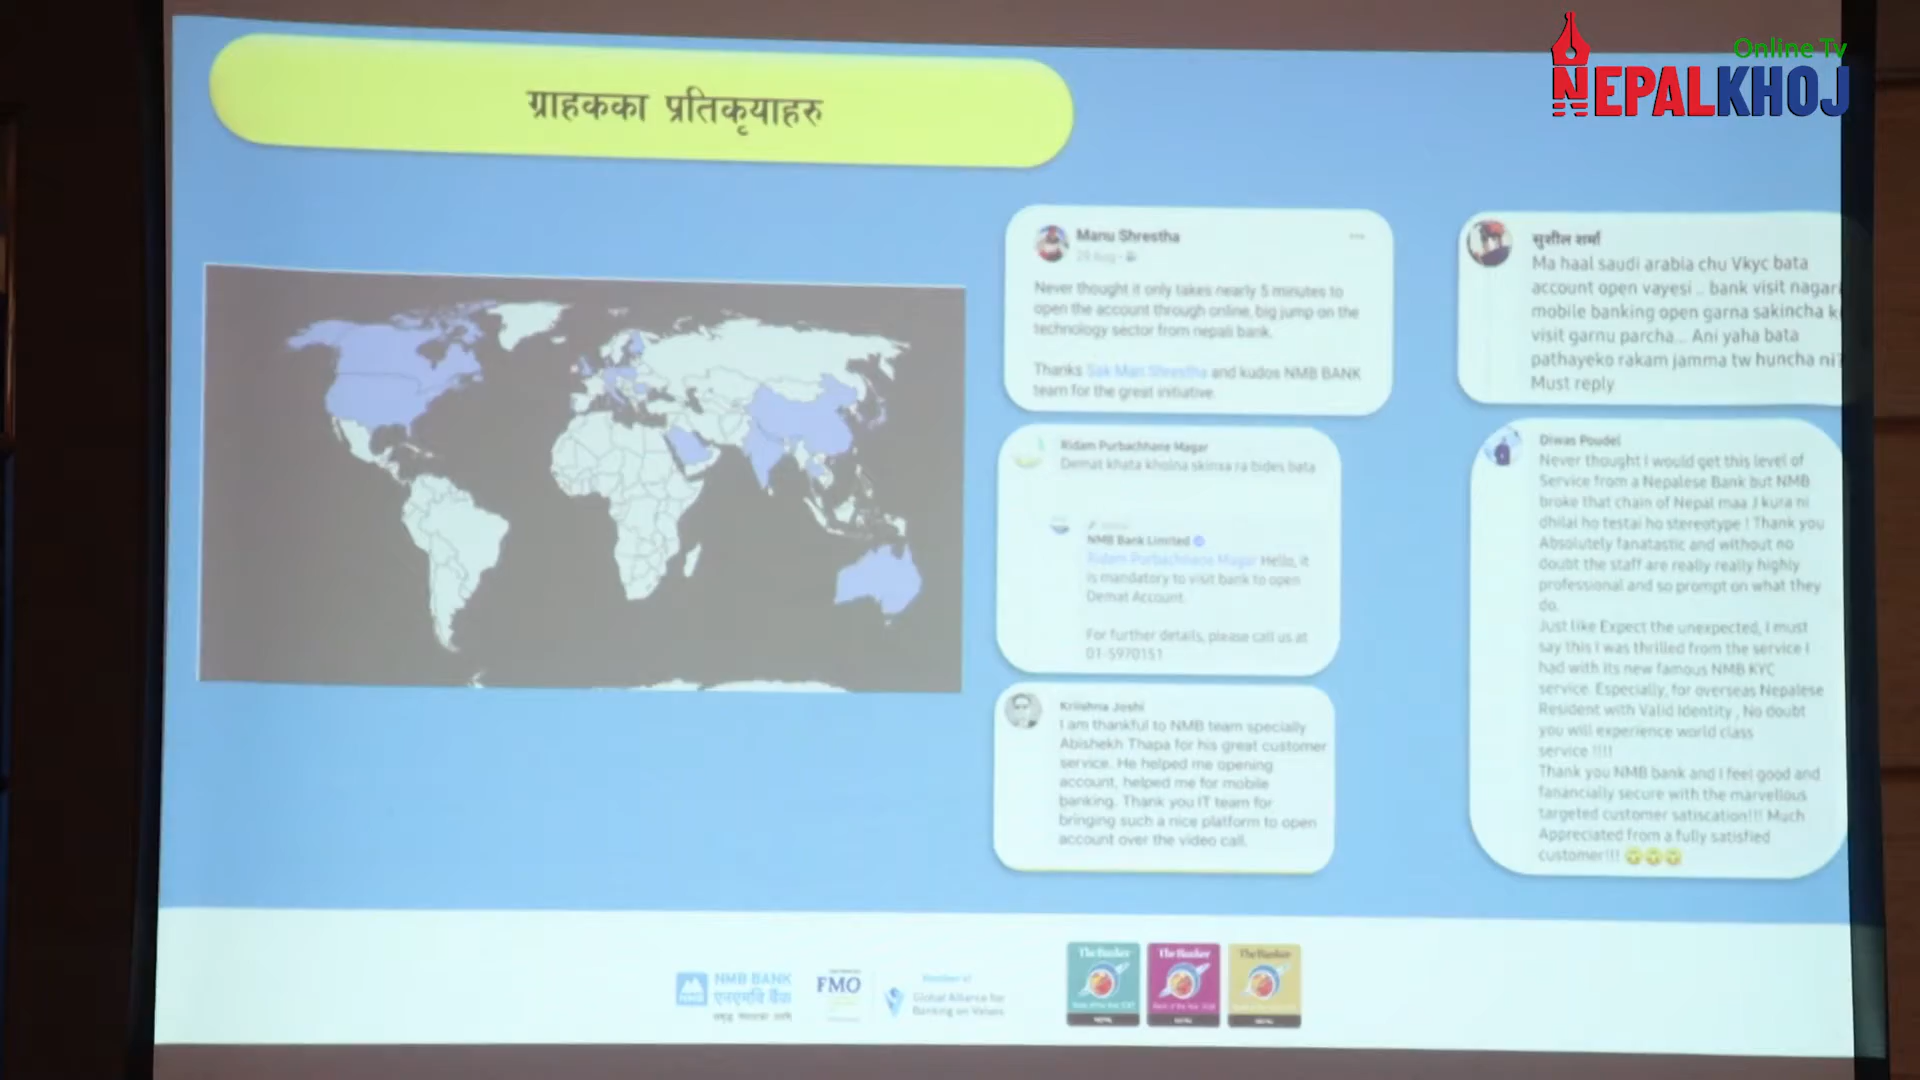 Online Tv
NEPALKHOJ
ग्राहकका प्रतिकृयाहरु
Manu Shrestha
Never thought it only takes nearly 5 minutes to
open the account through online, big jump on the
technology sector from nepali bank.
Thanks Sak Man Shrestha and kudos NMB BANK
team for the great initiative.
Ridam Purbachhane Magar
Demat khata kholna skinxa ra bides bata
NMB Bank Limited
Ridam Purbachhane Magar Hello, it
is mandatory to visit bank to open
Demat Account.
For further details, please call us at
01-5970151
Kriishna Joshi
I am thankful to NMB team specially
Abishekh Thapa for his great customer
service. He helped me opening
account, helped me for mobile
banking. Thank you IT team for
bringing such a nice platform to open
account over the video call.
सुशील शर्मा
Ma haal saudi arabia chu Vkyc bata
account open vayesi .. bank visit nagari
mobile banking open garna sakincha k
visit garnu parcha... Ani yaha bata
pathayeko rakam jamma tw huncha ni?
Must reply
Diwas Poudel
Never thought I would get this level of
Service from a Nepalese Bank but NMB
broke that chain of Nepal maa J kura ni
dhilai ho testai ho stereotype ! Thank you
Absolutely fanatastic and without no
doubt the staff are really really highly
professional and so prompt on what they
do.
Just like Expect the unexpected, I must
say this I was thrilled from the service I
had with its new famous NMB KYC
service. Especially, for overseas Nepalese
Resident with Valid Identity , No doubt
you will experience world class
service !!!!
Thank you NMB bank and I feel good and
fanancially secure with the marvellous
targeted customer satiscation!!! Much
Appreciated from a fully satisfied
customer!!!
NMB BANK
एनएमबि बैंक
FMO
Member of
Global Alliance for
Banking on Values
The Banker
The Banker
The Banker